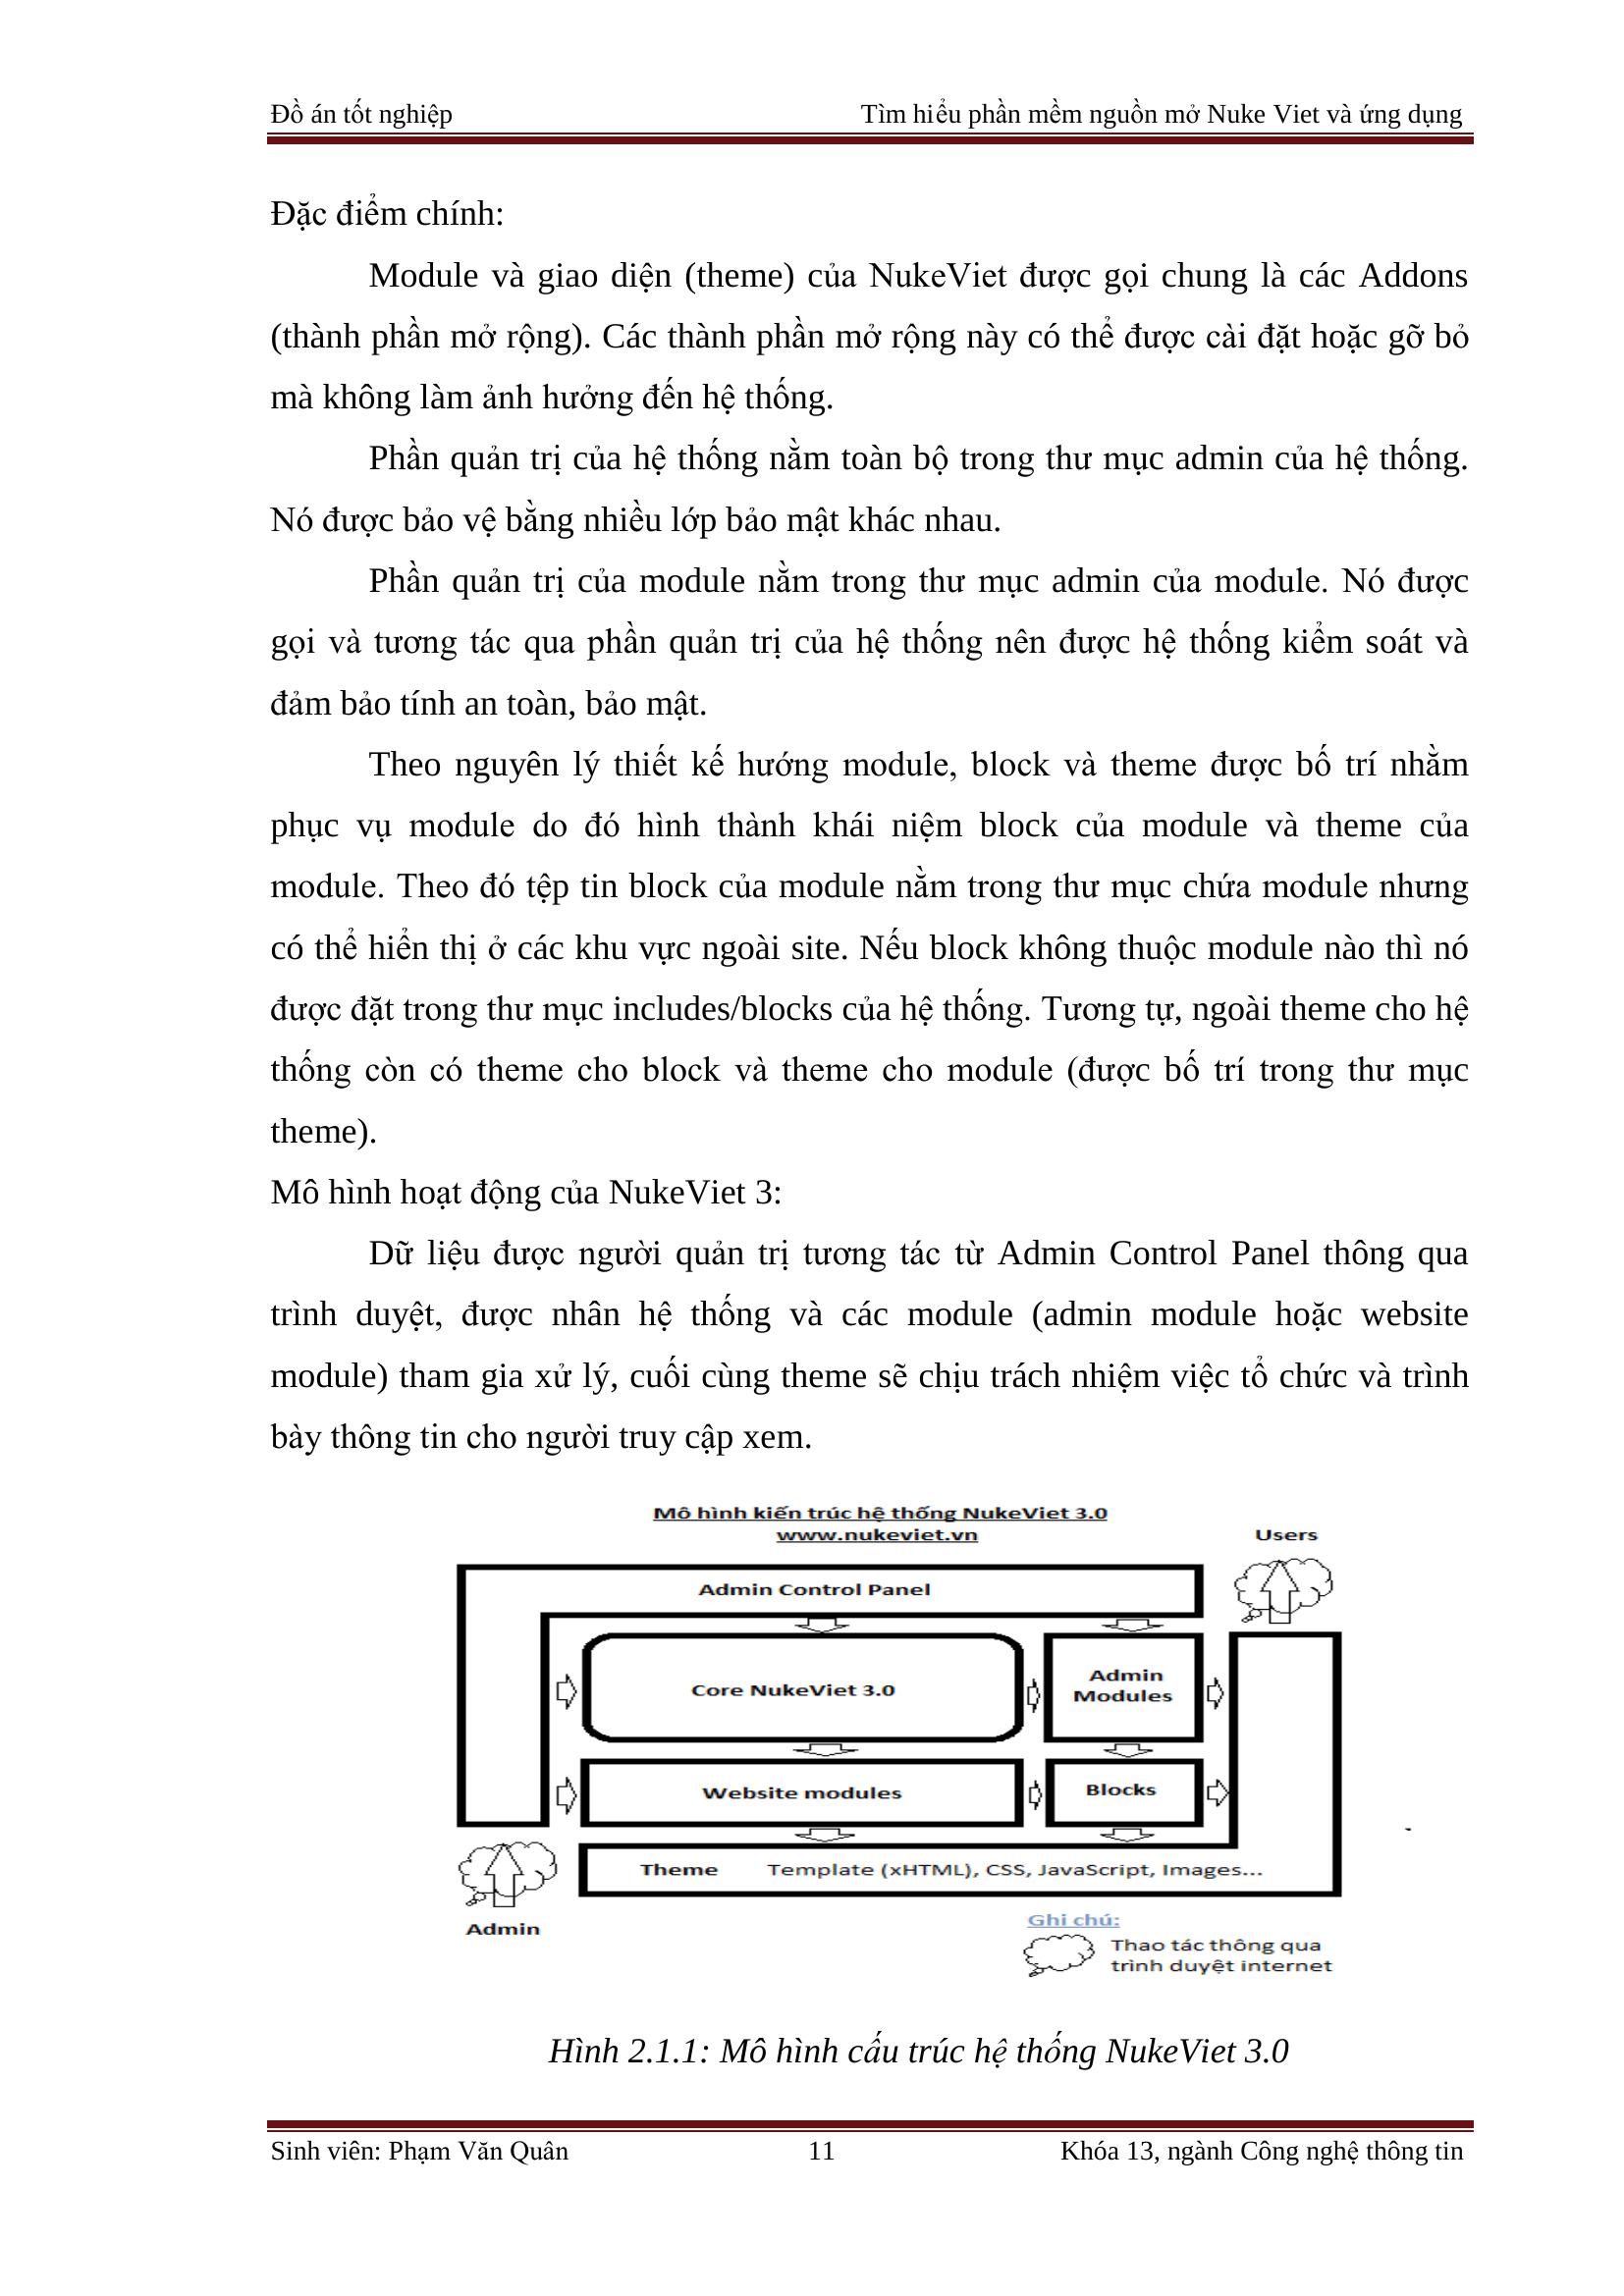 Đồ án tốt nghiệp Tìm hiểu phần mềm nguồn mở Nuke Viet và ứng dụng
Đặc điểm chính:
Module và giao diện (theme) của NukeViet được gọi chung là các Addons
(thành phần mở rộng). Các thành phần mở rộng này có thể được cài đặt hoặc gỡ bỏ
mà không làm ảnh hưởng đến hệ thống.
Phần quản trị của hệ thống nằm toàn bộ trong thư mục admin của hệ thống.
Nó được bảo vệ bằng nhiều lớp bảo mật khác nhau.
Phần quản trị của module nằm trong thư mục admin của module. Nó được
gọi và tương tác qua phần quản trị của hệ thống nên được hệ thống kiểm soát và
đảm bảo tính an toàn, bảo mật.
Theo nguyên lý thiết kế hướng module, block và theme được bố trí nhằm
phục vụ module do đó hình thành khái niệm block của module và theme của
module. Theo đó tệp tin block của module nằm trong thư mục chứa module nhưng
có thể hiển thị ở các khu vực ngoài site. Nếu block không thuộc module nào thì nó
được đặt trong thư mục includes/blocks của hệ thống. Tương tự, ngoài theme cho hệ
thống còn có theme cho block và theme cho module (được bố trí trong thư mục
theme).
Mô hình hoạt động của NukeViet 3:
Dữ liệu được người quản trị tương tác từ Admin Control Panel thông qua
trình duyệt, được nhân hệ thống và các module (admin module hoặc website
module) tham gia xử lý, cuối cùng theme sẽ chịu trách nhiệm việc tổ chức và trình
bày thông tin cho người truy cập xem.
Mô hình kiến trúc hệ thống NukeViet 3.0
www.nukeviet.vn
Users
Admin Control Panel
Core NukeViet 3.0
Admin
Modules
Website modules
Blocks
Theme Template (xHTML), CSS, JavaScript, Images...
Admin
Ghi chú:
Thao tác thông qua
trình duyệt internet
Hình 2.1.1: Mô hình cấu trúc hệ thống NukeViet 3.0
Sinh viên: Phạm Văn Quân 11 Khóa 13, ngành Công nghệ thông tin